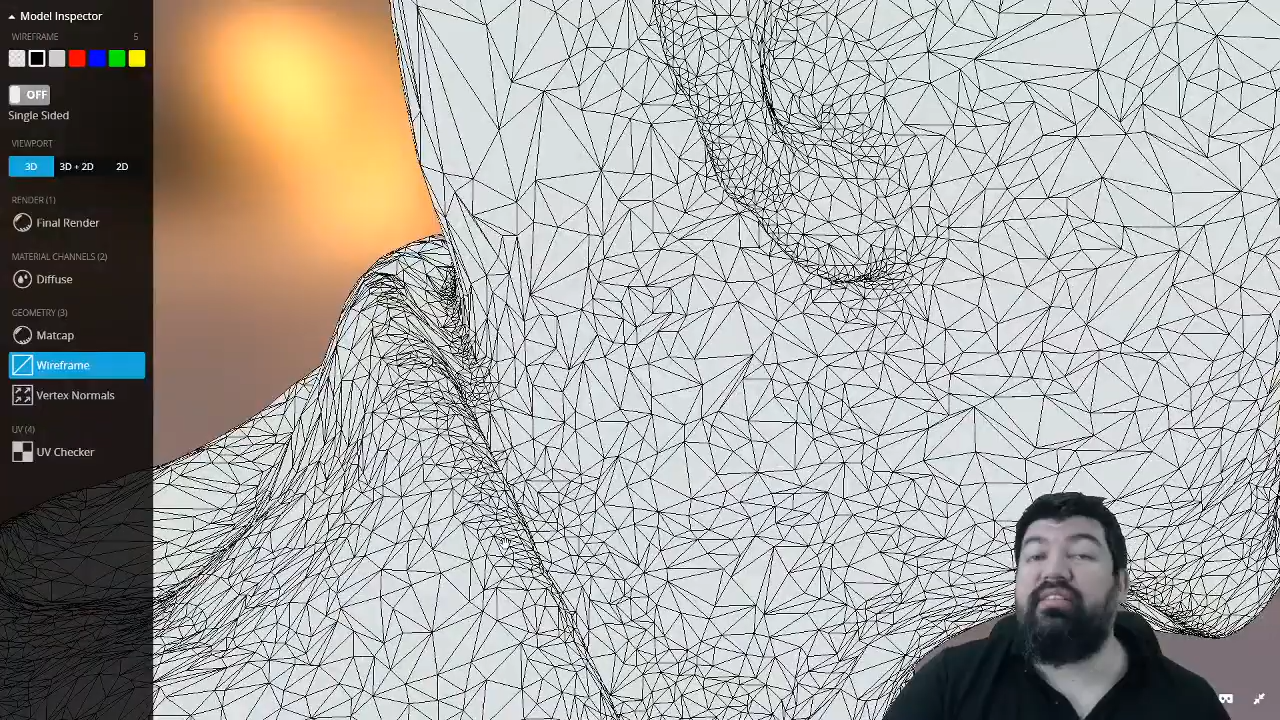 Model Inspector
WIREFRAME 5
OFF
Single Sided
VIEWPORT
3D 3D + 2D 2D
RENDER (1)
Final Render
MATERIAL CHANNELS (2)
Diffuse
GEOMETRY (3)
Matcap
Wireframe
Vertex Normals
UV (4)
UV Checker